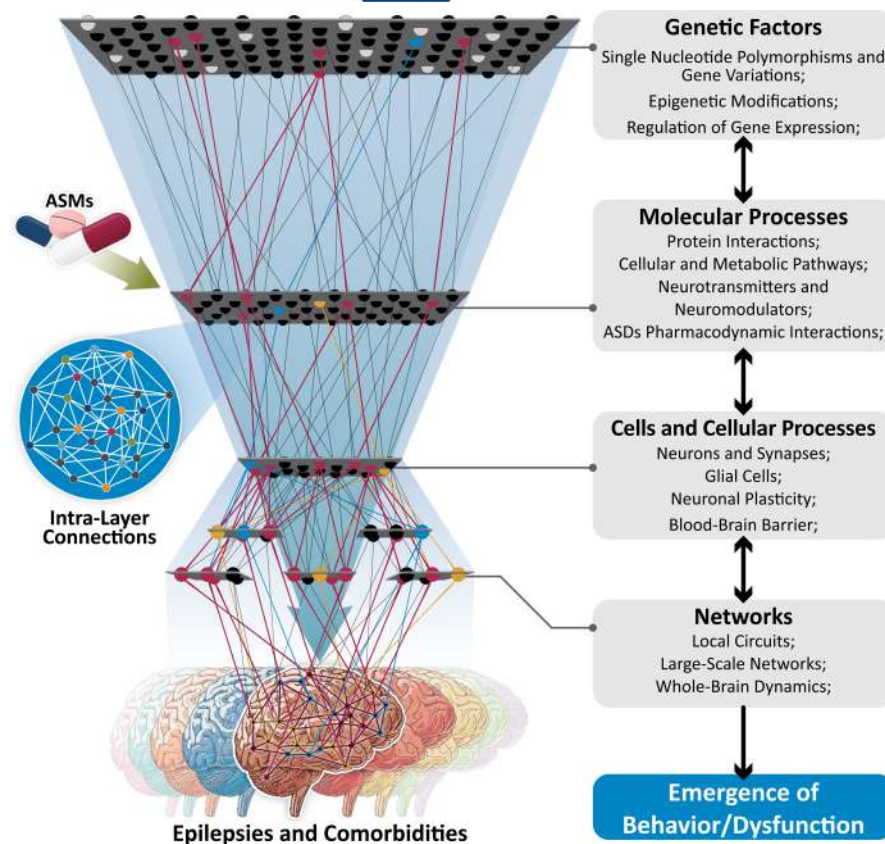 Genetic Factors
Single Nucleotide Polymorphisms and
Gene Variations;
Epigenetic Modifications;
Regulation of Gene Expression;
ASMs
Molecular Processes
Protein Interactions;
Cellular and Metabolic Pathways;
Neurotransmitters and
Neuromodulators;
ASDs Pharmacodynamic Interactions;
Intra-Layer
Connections
Cells and Cellular Processes
Neurons and Synapses;
Glial Cells;
Neuronal Plasticity;
Blood-Brain Barrier;
Networks
Local Circuits;
Large-Scale Networks;
Whole-Brain Dynamics;
Epilepsies and Comorbidities
Emergence of
Behavior/Dysfunction